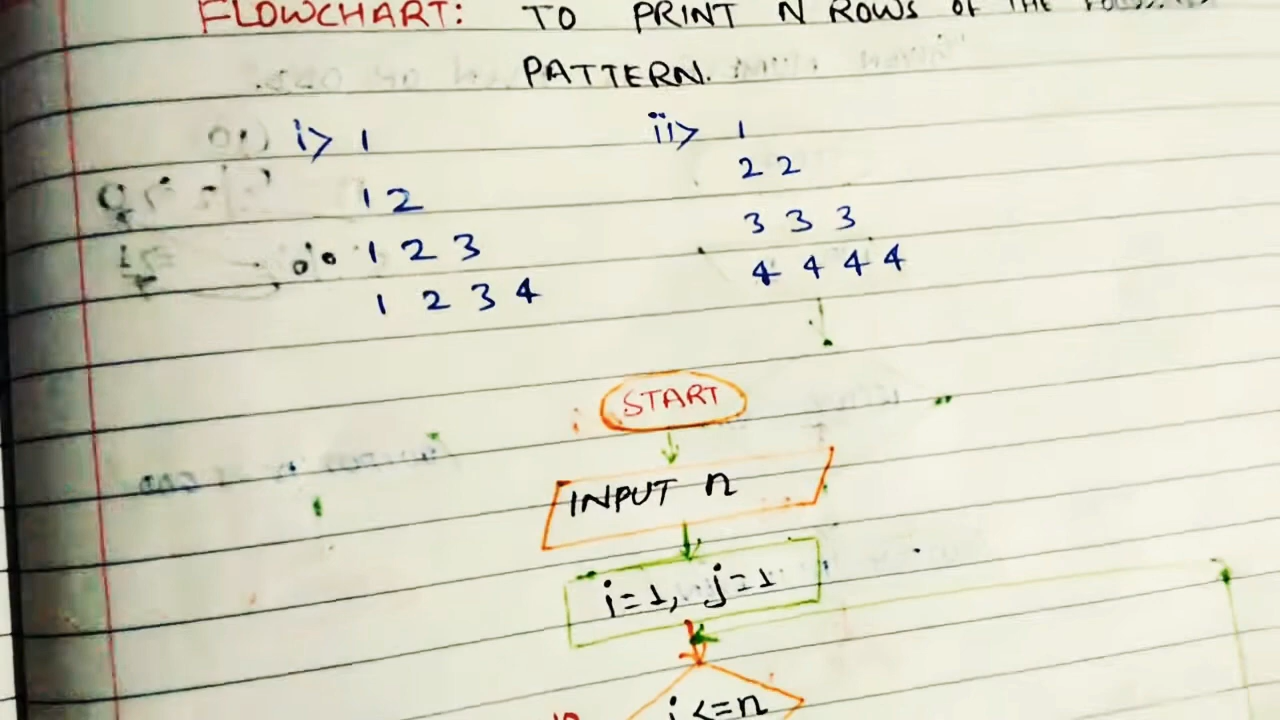 FLOWCHART: TO PRINT N ROWS OF THE
PATTERN.
i> 1
1 2
1 2 3
1 2 3 4
ii> 1
2 2
3 3 3
4 4 4 4
START
INPUT n
i=1, j=1
i<=n